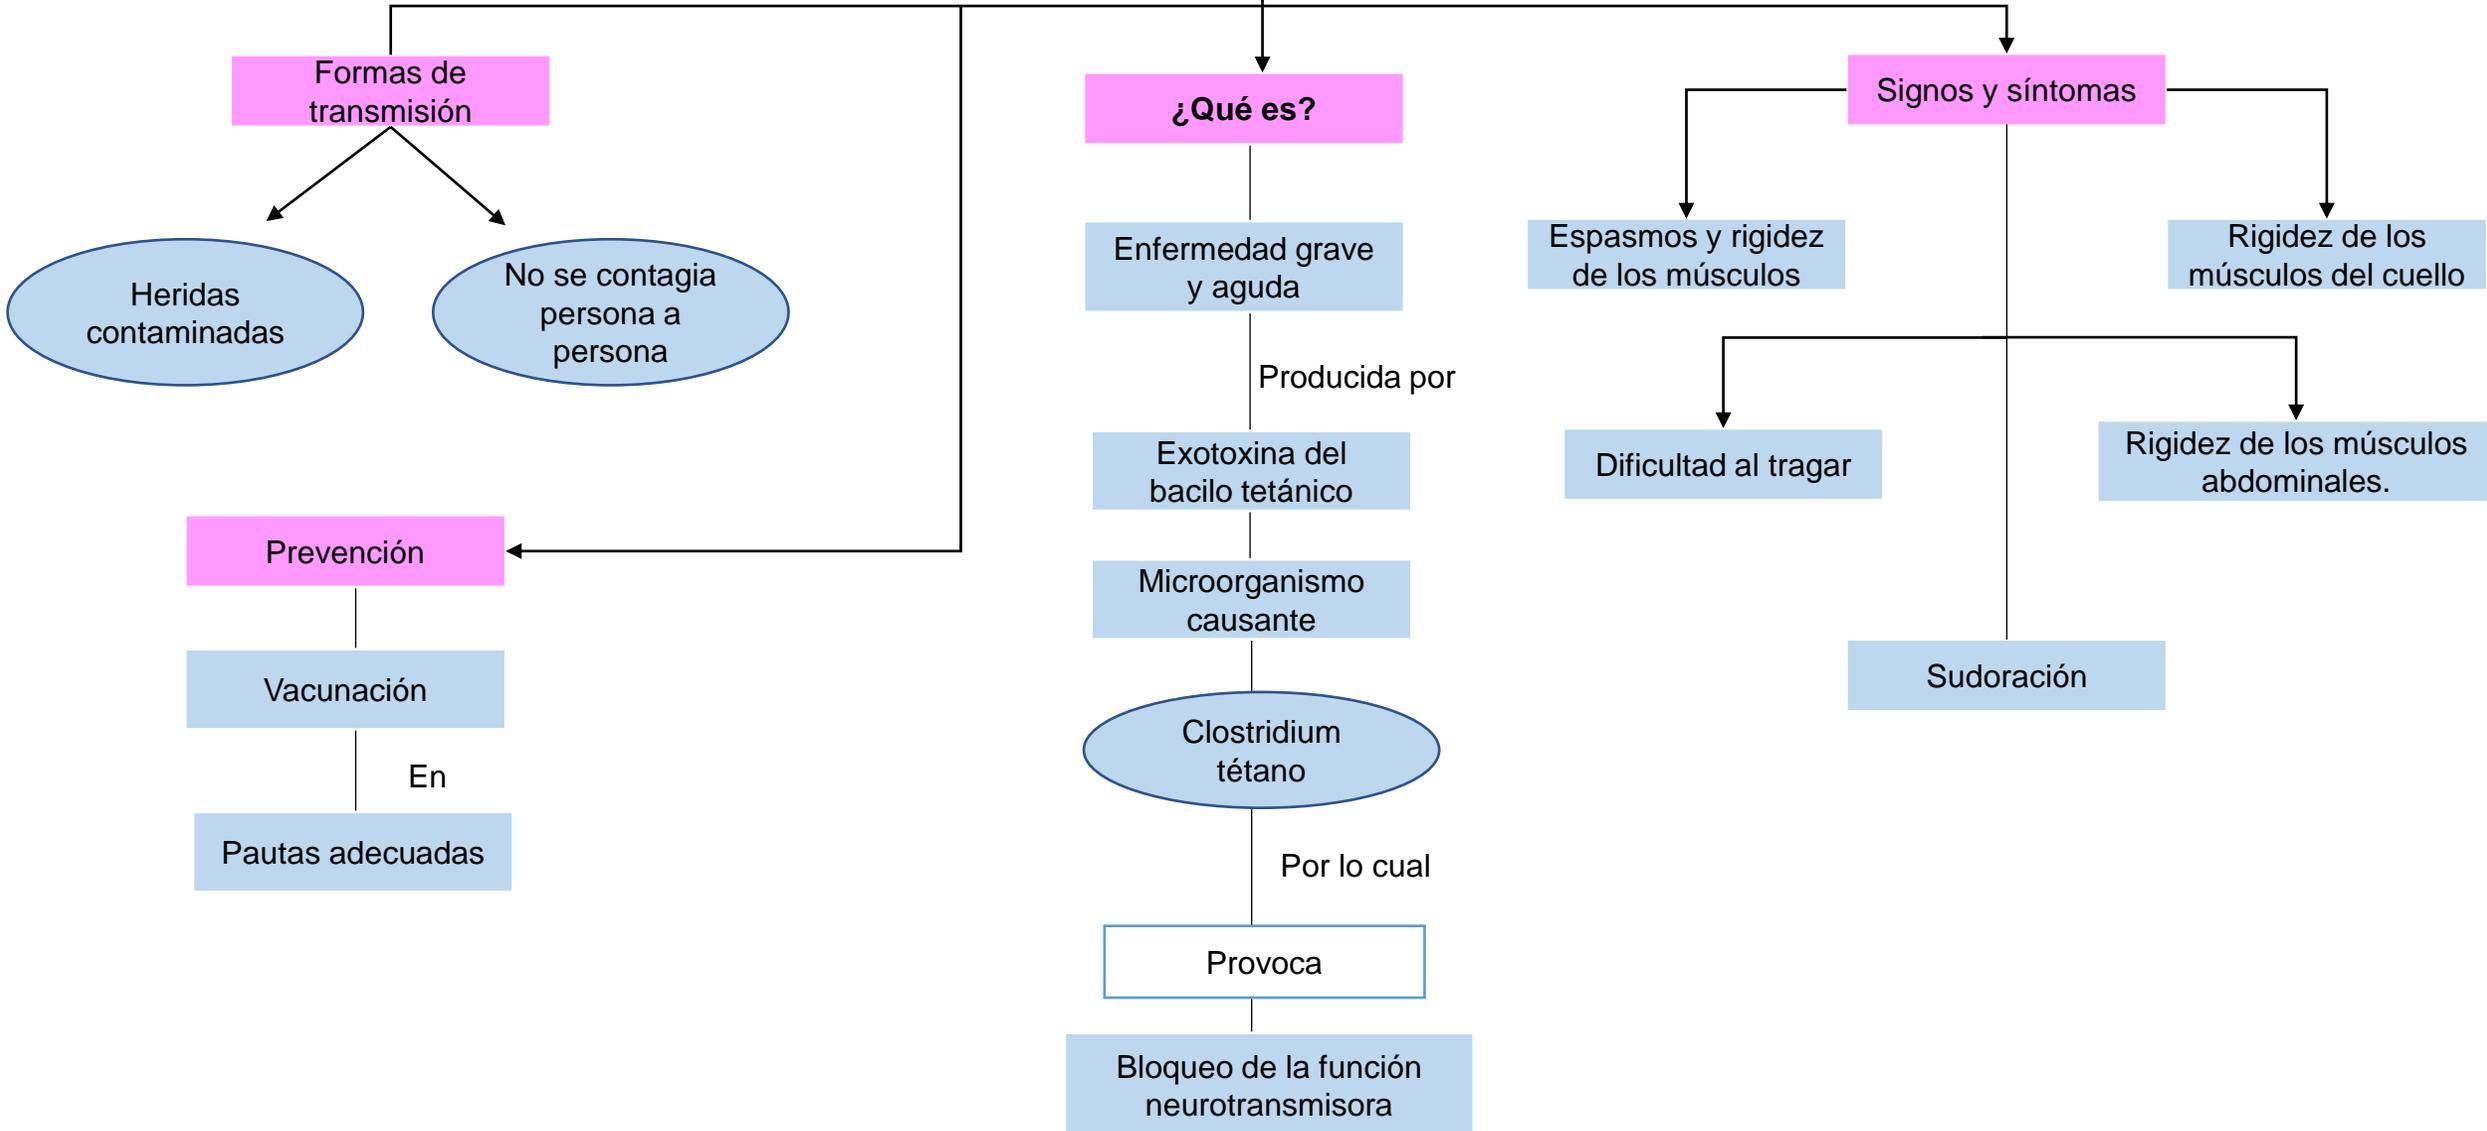 Formas de
transmisión
Heridas
contaminadas
No se contagia
persona a
persona
Prevención
Vacunación
En
Pautas adecuadas
¿Qué es?
Enfermedad grave
y aguda
Producida por
Exotoxina del
bacilo tetánico
Microorganismo
causante
Clostridium
tétano
Por lo cual
Provoca
Bloqueo de la función
neurotransmisora
Signos y síntomas
Espasmos y rigidez
de los músculos
Rigidez de los
músculos del cuello
Dificultad al tragar
Rigidez de los músculos
abdominales.
Sudoración